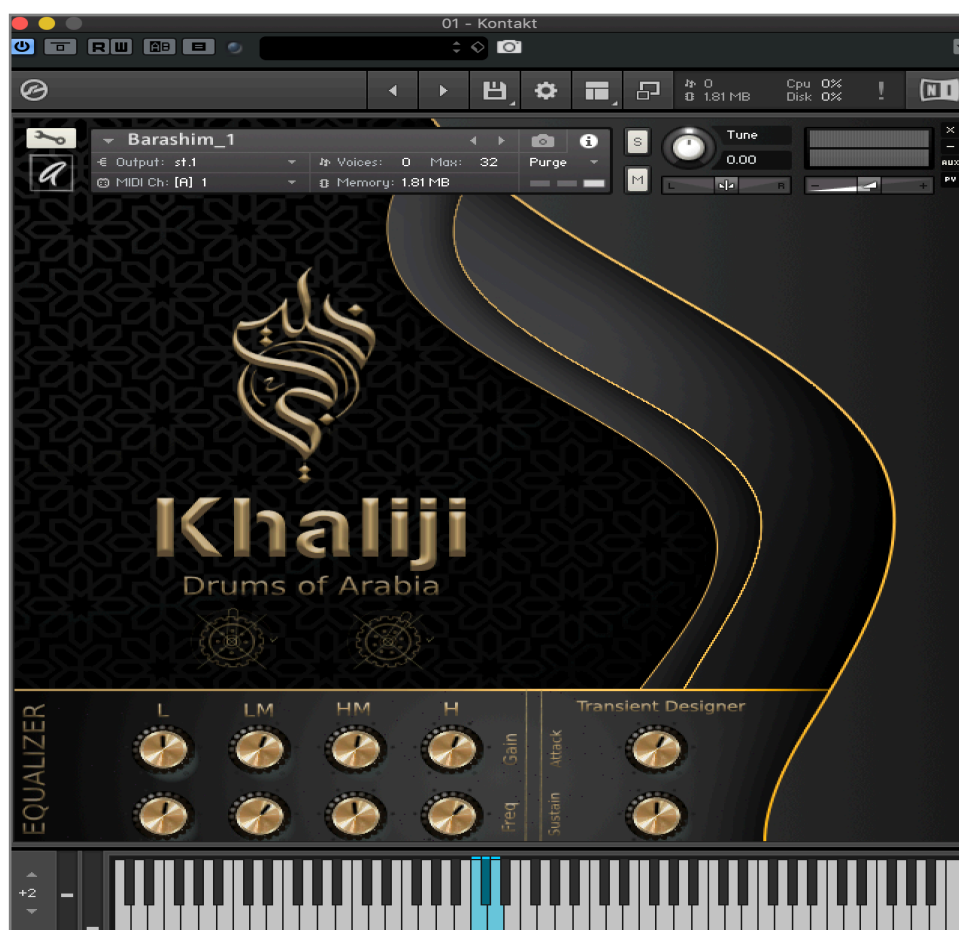 01 - Kontakt
R W AB
0
1.81 MB
Cpu 0%
Disk 0%
!
NI
Barashim_1
Output: st.1
Voices: 0 Max: 32
Purge
MIDI Ch: [A] 1
Memory: 1.81 MB
S
M
Tune
0.00
L
R
-
+
×
-
AUX
PV
خليجي
Khaliji
Drums of Arabia
EQUALIZER
L LM HM H
Gain
Freq
Transient Designer
Attack
Sustain
+2